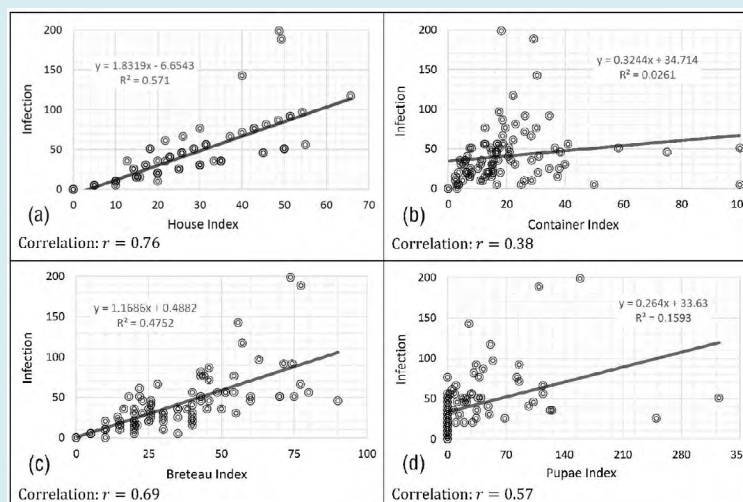 200
150
100
50
0
Infection
y = 1.8319x - 6.6543
R² = 0.571
0 10 20 30 40 50 60 70
(a)
House Index
Correlation: r = 0.76
200
150
100
50
0
Infection
y = 0.3244x + 34.714
R² = 0.0261
0 20 40 60 80 100
(b)
Container Index
Correlation: r = 0.38
200
150
100
50
0
Infection
y = 1.1686x + 0.4882
R² = 0.4752
0 25 50 75 100
(c)
Breteau Index
Correlation: r = 0.69
200
150
100
50
0
Infection
y = 0.264x + 33.63
R² = 0.1593
0 70 140 210 280
(d)
Pupae Index
Correlation: r = 0.57